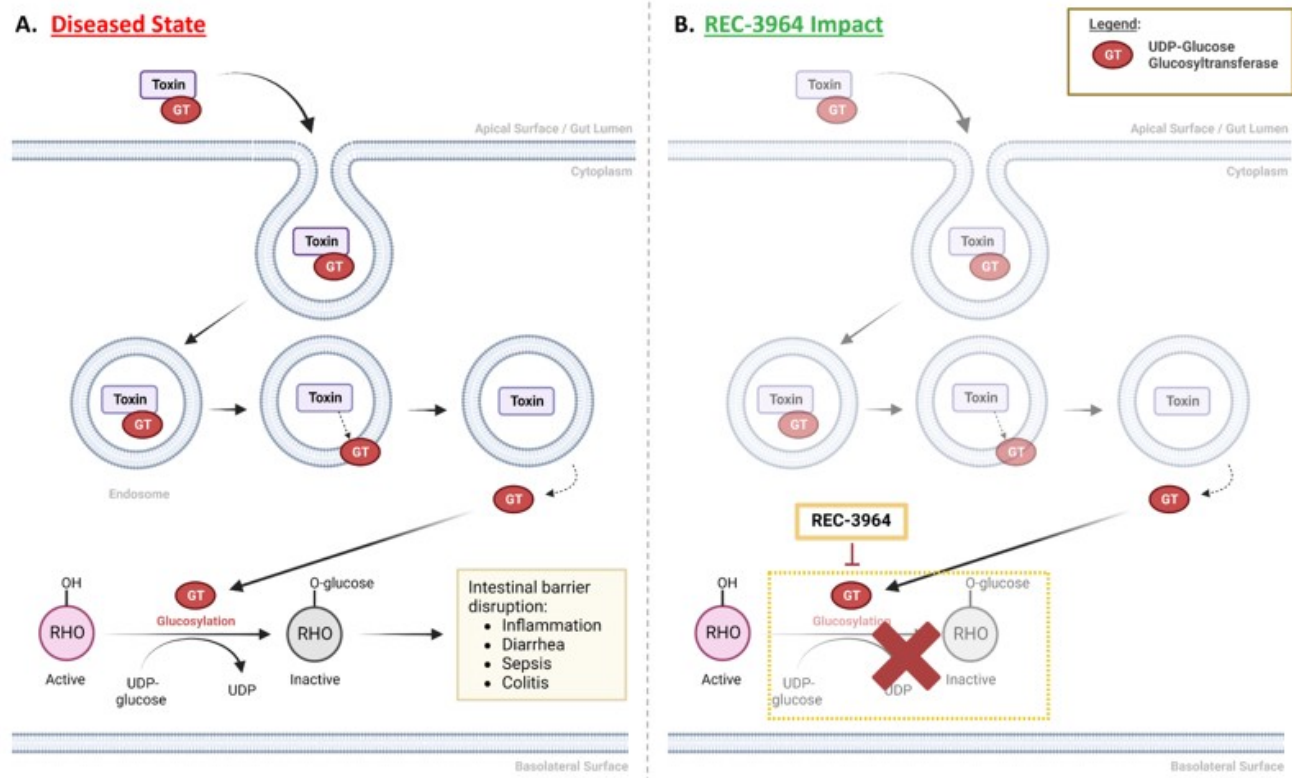 A. Diseased State
Toxin
GT
Apical Surface / Gut Lumen
Cytoplasm
Toxin
GT
Toxin
GT
Toxin
GT
Toxin
Endosome
GT
OH
RHO
Active
GT
Glucosylation
UDP-
glucose
UDP
O-glucose
RHO
Inactive
Intestinal barrier
disruption:
• Inflammation
• Diarrhea
• Sepsis
• Colitis
Basolateral Surface
B. REC-3964 Impact
Legend:
GT
UDP-Glucose
Glucosyltransferase
Toxin
GT
Apical Surface / Gut Lumen
Cytoplasm
Toxin
GT
Toxin
GT
Toxin
GT
Toxin
GT
REC-3964
OH
RHO
Active
GT
Glucosylation
UDP-
glucose
UDP
O-glucose
RHO
Inactive
Basolateral Surface